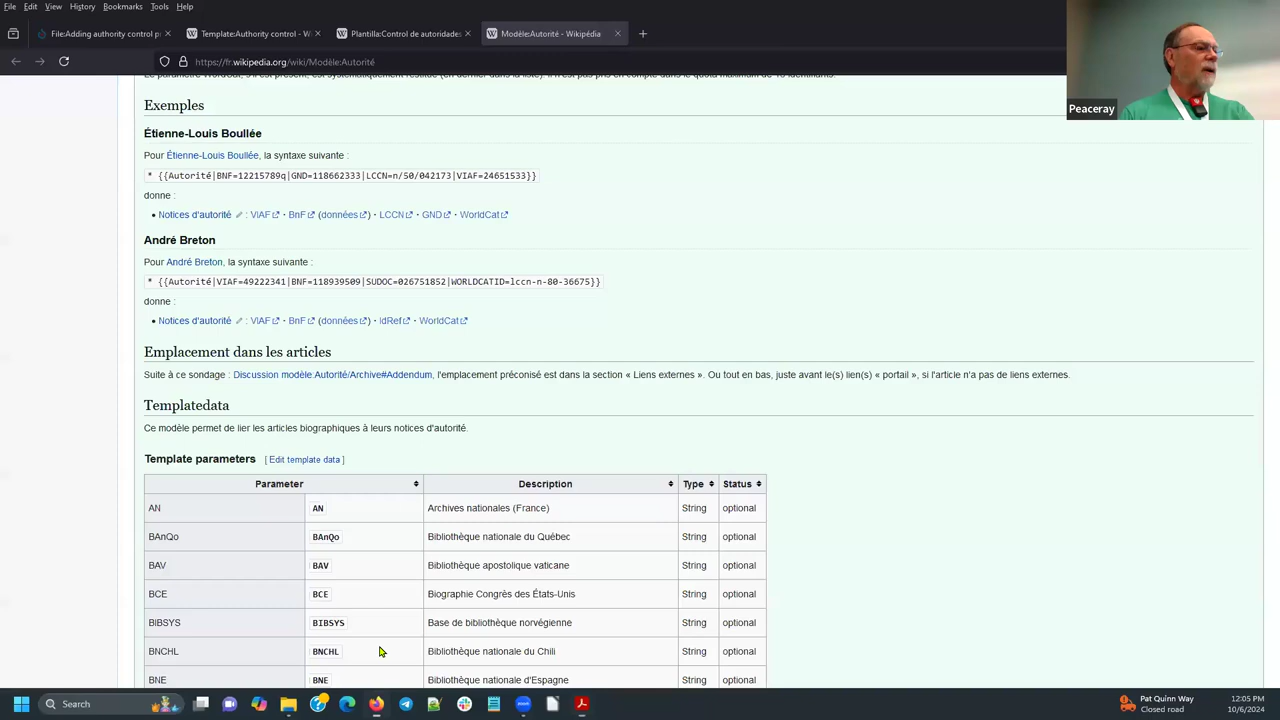 File Edit View History Bookmarks Tools Help
File:Adding authority control p
Template:Authority control - W
Plantilla:Control de autoridades
Modèle:Autorité - Wikipédia
https://fr.wikipedia.org/wiki/Modèle:Autorité
Peaceray
Exemples
Étienne-Louis Boullée
Pour Étienne-Louis Boullée, la syntaxe suivante :
* {{Autorité|BNF=12215789q|GND=118662333|LCCN=n/50/042173|VIAF=24651533}}
donne :
• Notices d'autorité : VIAF · BnF (données) · LCCN · GND · WorldCat
André Breton
Pour André Breton, la syntaxe suivante :
* {{Autorité|VIAF=49222341|BNF=118939509|SUDOC=026751852|WORLDCATID=lccn-n-80-36675}}
donne :
• Notices d'autorité : VIAF · BnF (données) · IdRef · WorldCat
Emplacement dans les articles
Suite à ce sondage : Discussion modèle:Autorité/Archive#Addendum, l'emplacement préconisé est dans la section « Liens externes ». Ou tout en bas, juste avant le(s) lien(s) « portail », si l'article n'a pas de liens externes.
Templatedata
Ce modèle permet de lier les articles biographiques à leurs notices d'autorité.
Template parameters [ Edit template data ]
Parameter Description Type Status
AN AN Archives nationales (France) String optional
BAnQo BAnQo Bibliothèque nationale du Québec String optional
BAV BAV Bibliothèque apostolique vaticane String optional
BCE BCE Biographie Congrès des États-Unis String optional
BIBSYS BIBSYS Base de bibliothèque norvégienne String optional
BNCHL BNCHL Bibliothèque nationale du Chili String optional
BNE BNE Bibliothèque nationale d'Espagne String optional
Search
Pat Quinn Way
Closed road
12:05 PM
10/6/2024